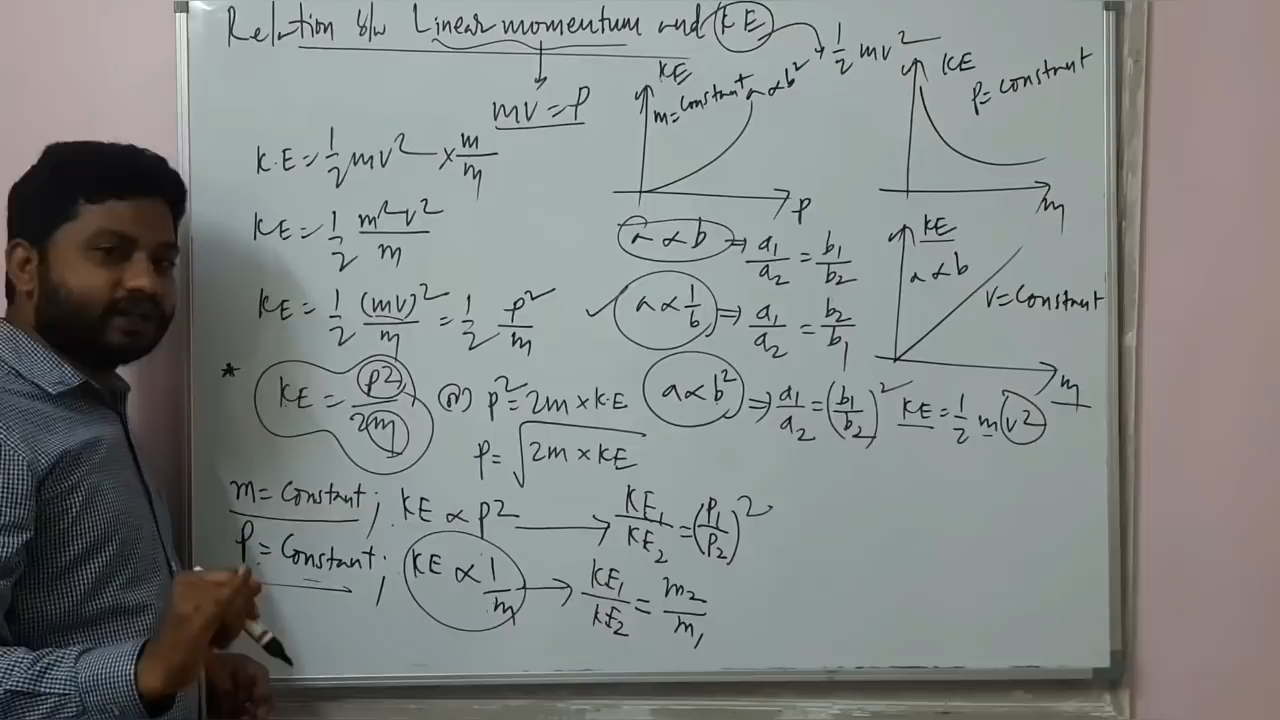 Relation b/w Linear momentum and KE → 1/2 mv²
mv = P
K.E = 1/2 mv² × m/m
KE = 1/2 m²v²/m
KE = 1/2 (mv)²/m = 1/2 P²/m
* KE = P²/2m (or) P² = 2m × K.E
P = √(2m × KE)
m = Constant ; KE ∝ P² → KE₁/KE₂ = (P₁/P₂)²
P = Constant ; KE ∝ 1/m → KE₁/KE₂ = m₂/m₁
KE
m = Constant a ∝ b²
P
a ∝ b ⇒ a₁/a₂ = b₁/b₂
✓ a ∝ 1/b ⇒ a₁/a₂ = b₂/b₁
a ∝ b² ⇒ a₁/a₂ = (b₁/b₂)²
KE
P = Constant
m
KE
a ∝ b
V = Constant
m
KE = 1/2 m v²